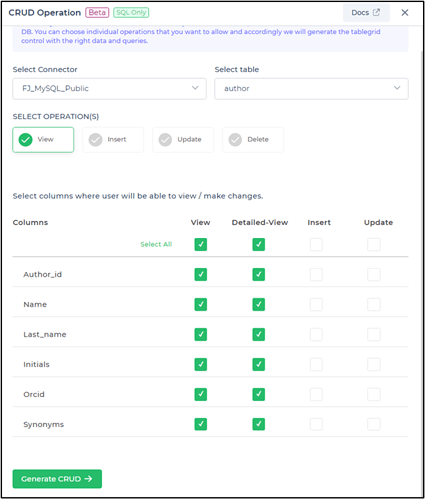 CRUD Operation Beta SQL Only Docs
DB. You can choose individual operations that you want to allow and accordingly we will generate the tablegrid
control with the right data and queries.
Select Connector Select table
FJ_MySQL_Public author
SELECT OPERATION(S)
View Insert Update Delete
Select columns where user will be able to view / make changes.
Columns View Detailed-View Insert Update
Select All
Author_id
Name
Last_name
Initials
Orcid
Synonyms
Generate CRUD →